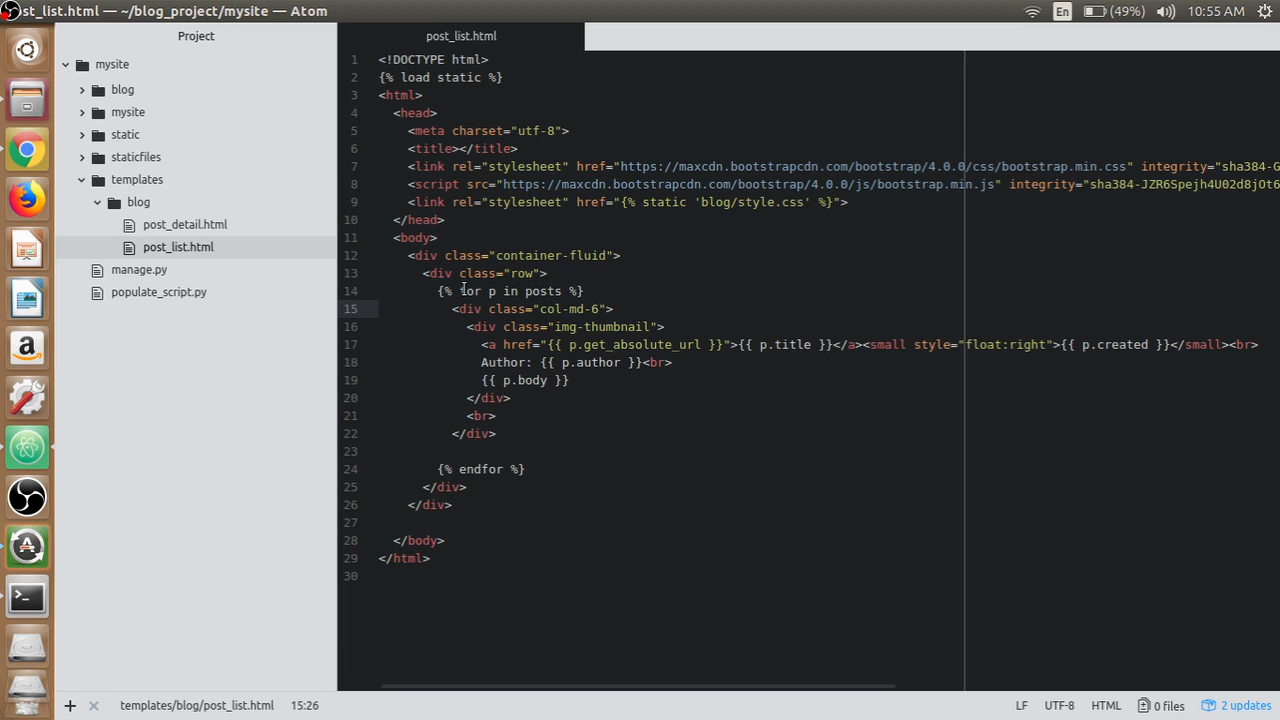 st_list.html — ~/blog_project/mysite — Atom
En
(49%)
10:55 AM
Project
post_list.html
mysite
blog
mysite
static
staticfiles
templates
blog
post_detail.html
post_list.html
manage.py
populate_script.py
1 <!DOCTYPE html>
2 {% load static %}
3 <html>
4 <head>
5 <meta charset="utf-8">
6 <title></title>
7 <link rel="stylesheet" href="https://maxcdn.bootstrapcdn.com/bootstrap/4.0.0/css/bootstrap.min.css" integrity="sha384-G
8 <script src="https://maxcdn.bootstrapcdn.com/bootstrap/4.0.0/js/bootstrap.min.js" integrity="sha384-JZR6Spejh4U02d8jOt6
9 <link rel="stylesheet" href="{% static 'blog/style.css' %}">
10 </head>
11 <body>
12 <div class="container-fluid">
13 <div class="row">
14 {% for p in posts %}
15 <div class="col-md-6">
16 <div class="img-thumbnail">
17 <a href="{{ p.get_absolute_url }}">{{ p.title }}</a><small style="float:right">{{ p.created }}</small><br>
18 Author: {{ p.author }}<br>
19 {{ p.body }}
20 </div>
21 <br>
22 </div>
23
24 {% endfor %}
25 </div>
26 </div>
27
28 </body>
29 </html>
30
templates/blog/post_list.html 15:26
LF UTF-8 HTML 0 files 2 updates